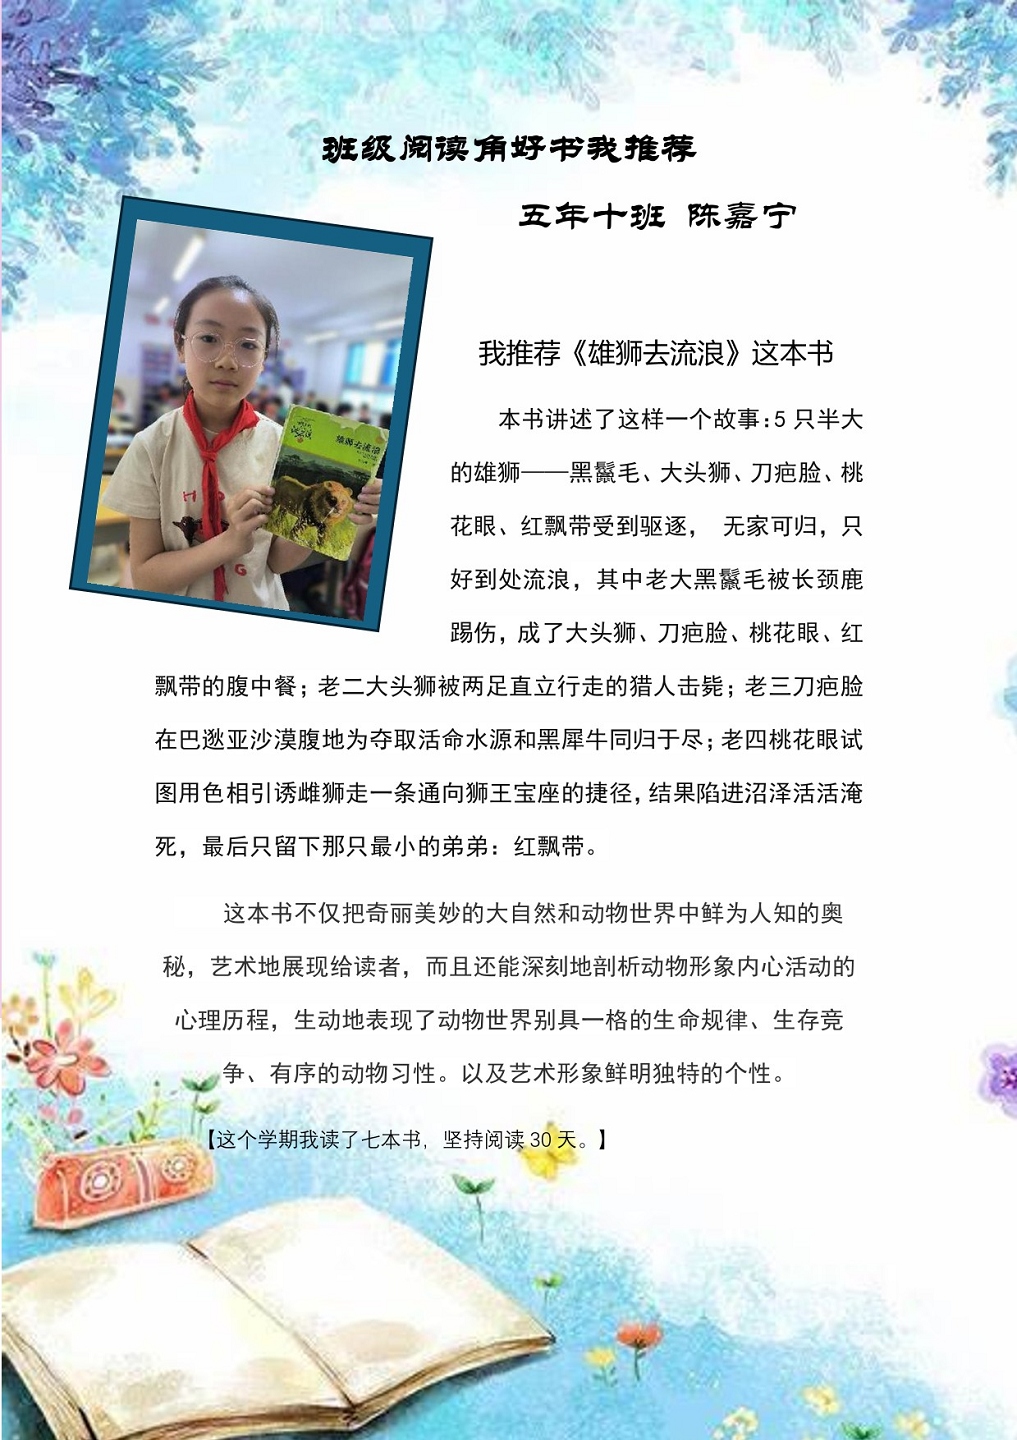 班级阅读角好书我推荐
五年十班 陈嘉宁
我推荐《雄狮去流浪》这本书
本书讲述了这样一个故事：5 只半大
的雄狮——黑鬣毛、大头狮、刀疤脸、桃
花眼、红飘带受到驱逐， 无家可归，只
好到处流浪，其中老大黑鬣毛被长颈鹿
踢伤，成了大头狮、刀疤脸、桃花眼、红
飘带的腹中餐；老二大头狮被两足直立行走的猎人击毙；老三刀疤脸
在巴逖亚沙漠腹地为夺取活命水源和黑犀牛同归于尽；老四桃花眼试
图用色相引诱雌狮走一条通向狮王宝座的捷径，结果陷进沼泽活活淹
死，最后只留下那只最小的弟弟：红飘带。
这本书不仅把奇丽美妙的大自然和动物世界中鲜为人知的奥
秘，艺术地展现给读者，而且还能深刻地剖析动物形象内心活动的
心理历程，生动地表现了动物世界别具一格的生命规律、生存竞
争、有序的动物习性。以及艺术形象鲜明独特的个性。
【这个学期我读了七本书，坚持阅读 30 天。】
雄狮去流浪